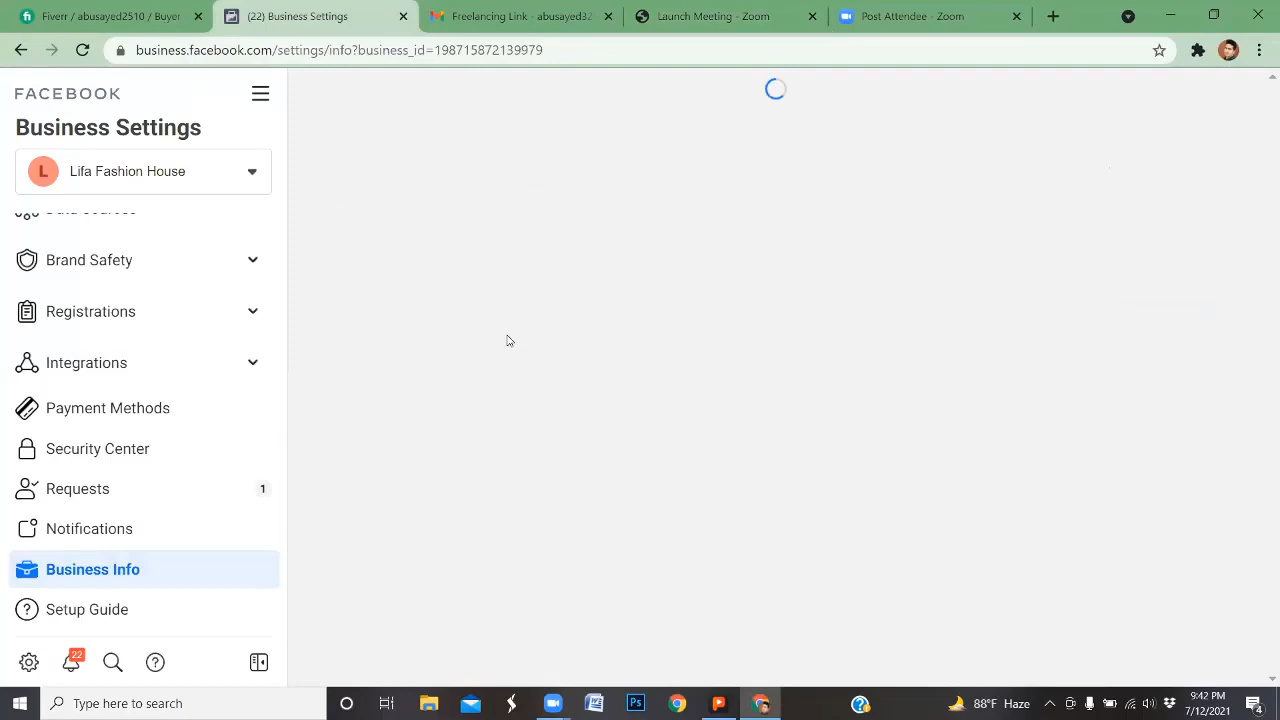 Fiverr / abusayed2510 | Buyer
(22) Business Settings
Freelancing Link - abusayed32
Launch Meeting - Zoom
Post Attendee - Zoom
business.facebook.com/settings/info?business_id=198715872139979
FACEBOOK
Business Settings
L
Lifa Fashion House
Data Sources
Brand Safety
Registrations
Integrations
Payment Methods
Security Center
Requests
1
Notifications
Business Info
Setup Guide
22
Type here to search
88°F Haze
9:42 PM
7/12/2021
4